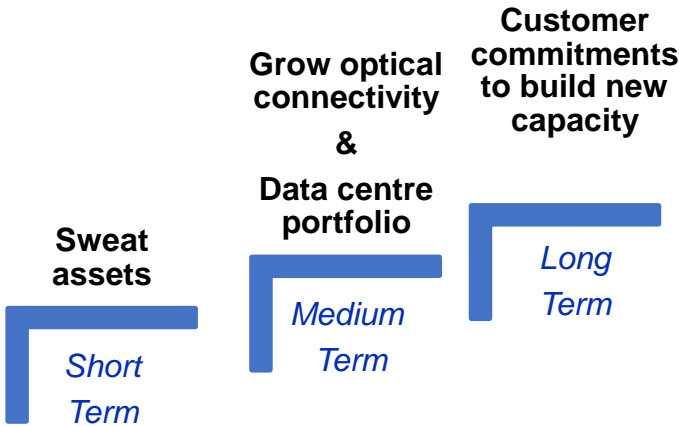 Sweat
assets
Short
Term
Grow optical
connectivity
&
Data centre
portfolio
Medium
Term
Customer
commitments
to build new
capacity
Long
Term